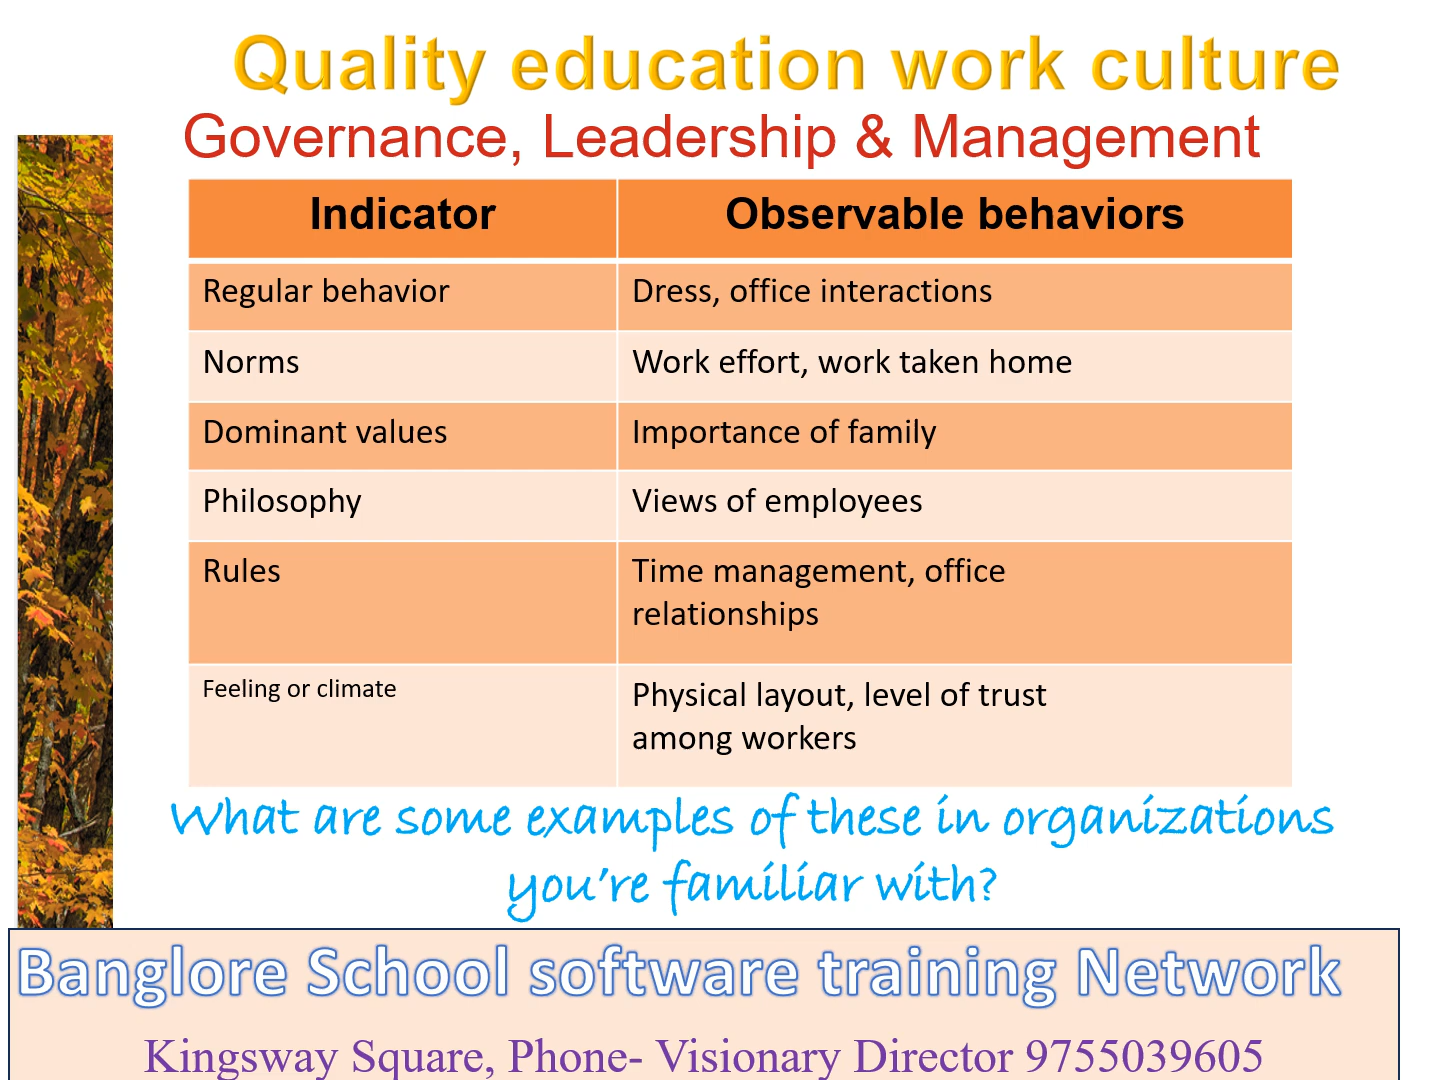 Quality education work culture
Governance, Leadership & Management
Indicator
Observable behaviors
Regular behavior
Dress, office interactions
Norms
Work effort, work taken home
Dominant values
Importance of family
Philosophy
Views of employees
Rules
Time management, office
relationships
Feeling or climate
Physical layout, level of trust
among workers
What are some examples of these in organizations
you’re familiar with?
Banglore School software training Network
Kingsway Square, Phone- Visionary Director 9755039605